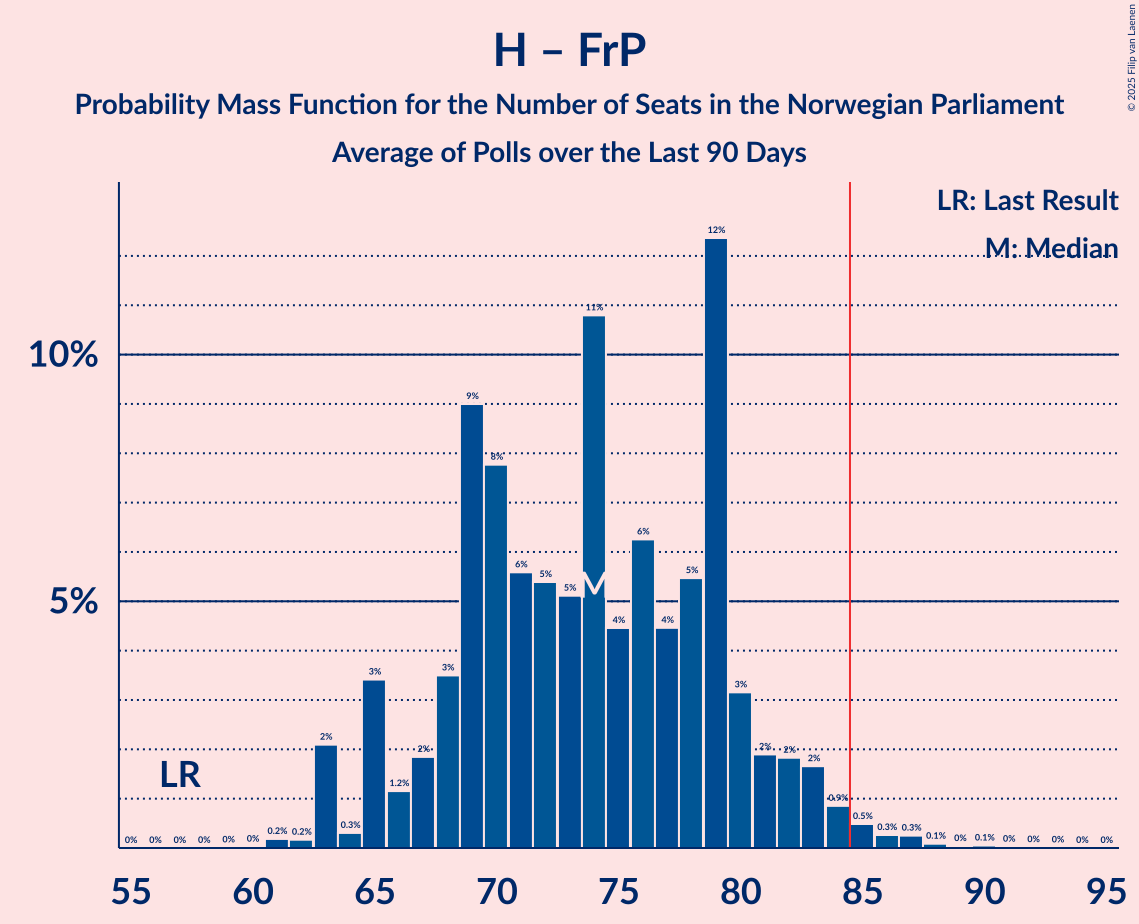 H – FrP
Probability Mass Function for the Number of Seats in the Norwegian Parliament
Average of Polls over the Last 90 Days
© 2025 Filip van Laenen
LR: Last Result
M: Median
10%
5%
LR
M
0% 0% 0% 0% 0% 0% 0.2% 0.2% 2% 0.3% 3% 1.2% 2% 3% 9% 8% 6% 5% 5% 11% 4% 6% 4% 5% 12% 3% 2% 2% 2% 0.9% 0.5% 0.3% 0.3% 0.1% 0% 0.1% 0% 0% 0% 0% 0%
55 60 65 70 75 80 85 90 95